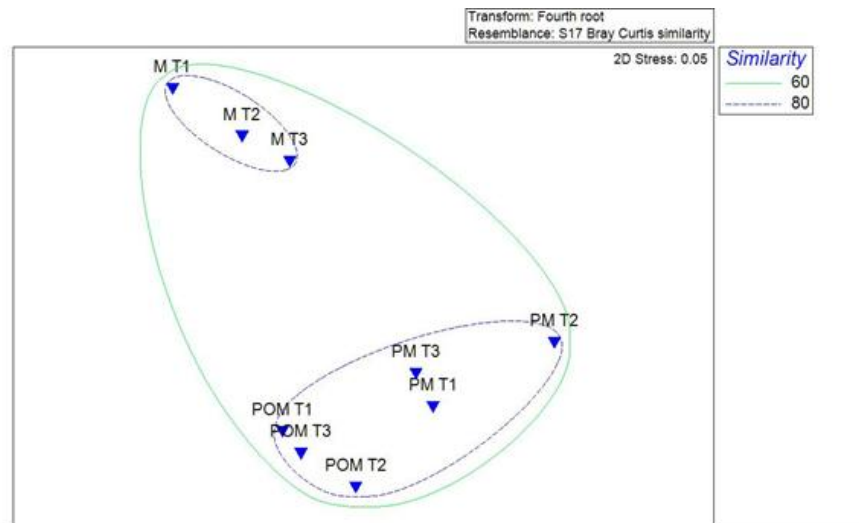 Transform: Fourth root
Resemblance: S17 Bray Curtis similarity
2D Stress: 0.05
Similarity
60
80
M T1
M T2
M T3
PM T2
PM T3
PM T1
POM T1
POM T3
POM T2